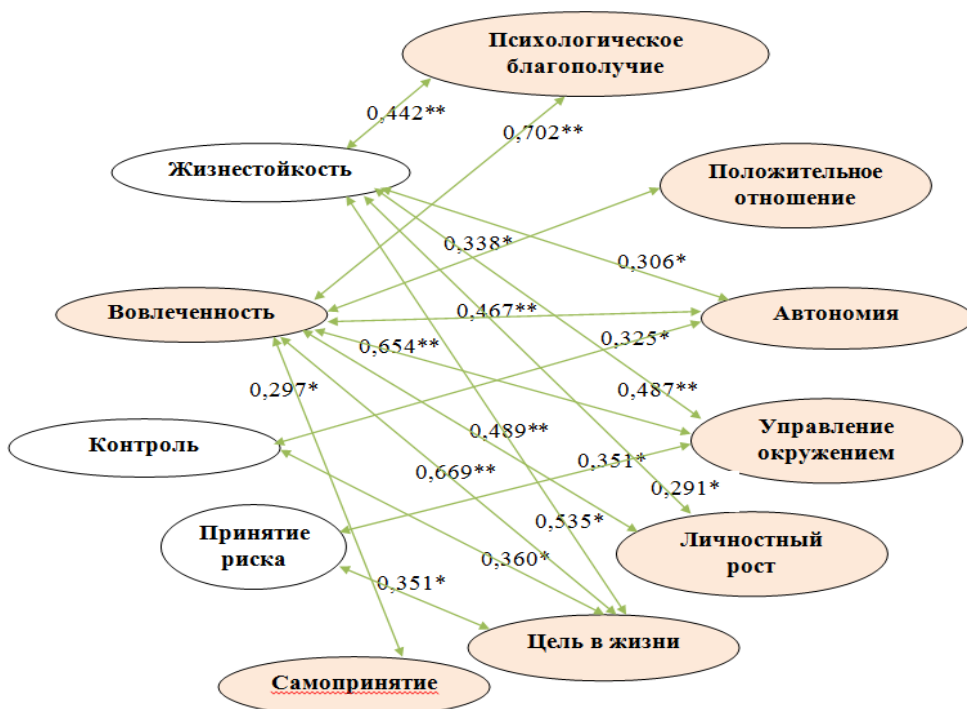 Психологическое
благополучие
0,442**
0,702**
Жизнестойкость
Положительное
отношение
0,338*
0,306*
Вовлеченность
0,467**
Автономия
0,325*
0,654**
0,297*
0,487**
Контроль
0,489**
Управление
окружением
0,351*
0,669**
0,291*
0,535*
Принятие
риска
Личностный
рост
0,360*
0,351*
Цель в жизни
Самопринятие